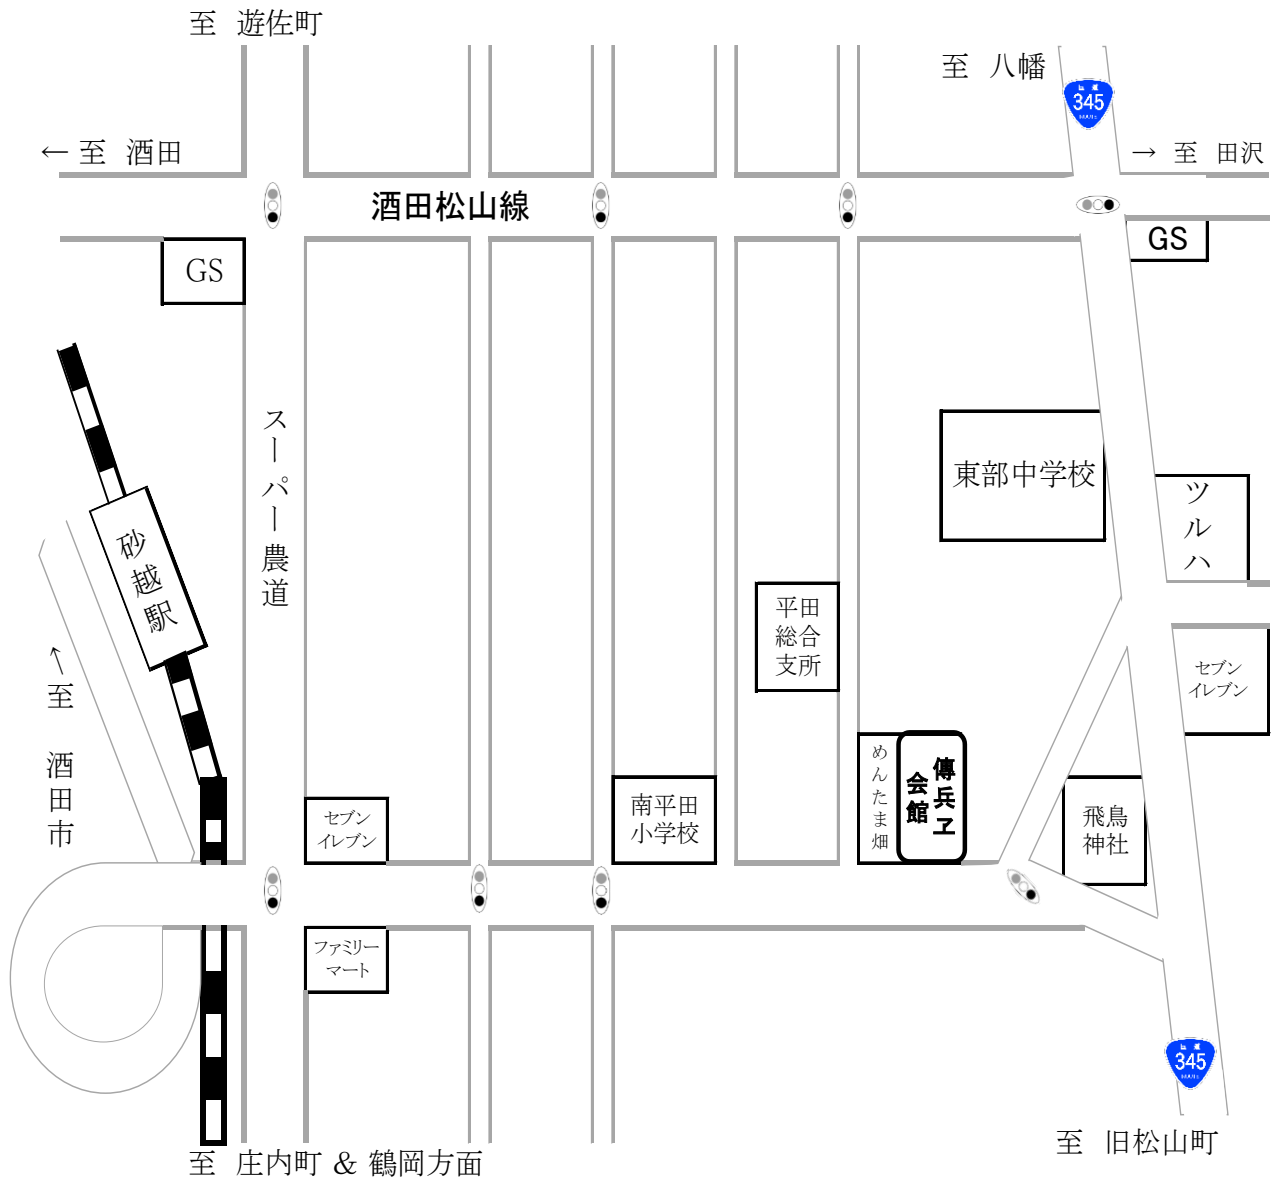 至 遊佐町
至 八幡
345
← 至 酒田
→ 至 田沢
酒田松山線
GS
GS
スーパー農道
東部中学校
ツルハ
砂越駅
平田
総合
支所
← 至 酒田市
セブン
イレブン
めんたま畑
傳兵ヱ
会館
セブン
イレブン
南平田
小学校
飛鳥
神社
ファミリー
マート
345
至 旧松山町
至 庄内町 & 鶴岡方面